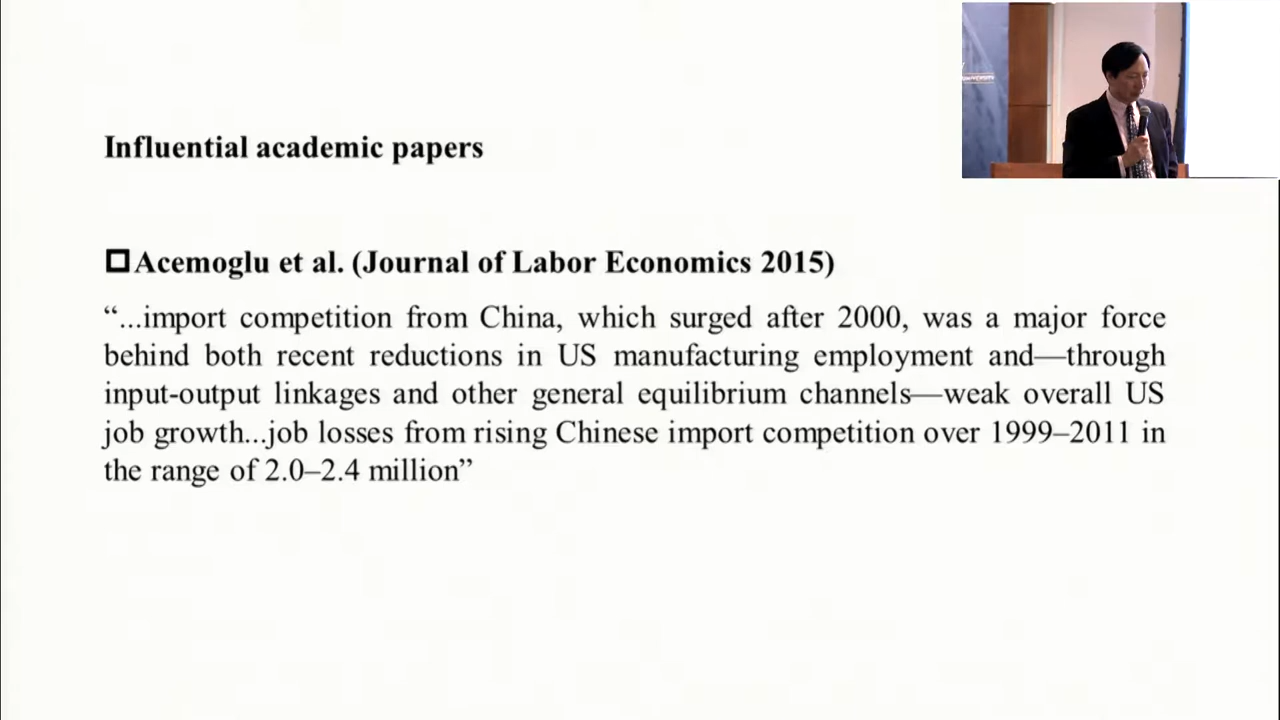 Influential academic papers
Acemoglu et al. (Journal of Labor Economics 2015)
“...import competition from China, which surged after 2000, was a major force
behind both recent reductions in US manufacturing employment and—through
input-output linkages and other general equilibrium channels—weak overall US
job growth...job losses from rising Chinese import competition over 1999–2011 in
the range of 2.0–2.4 million”